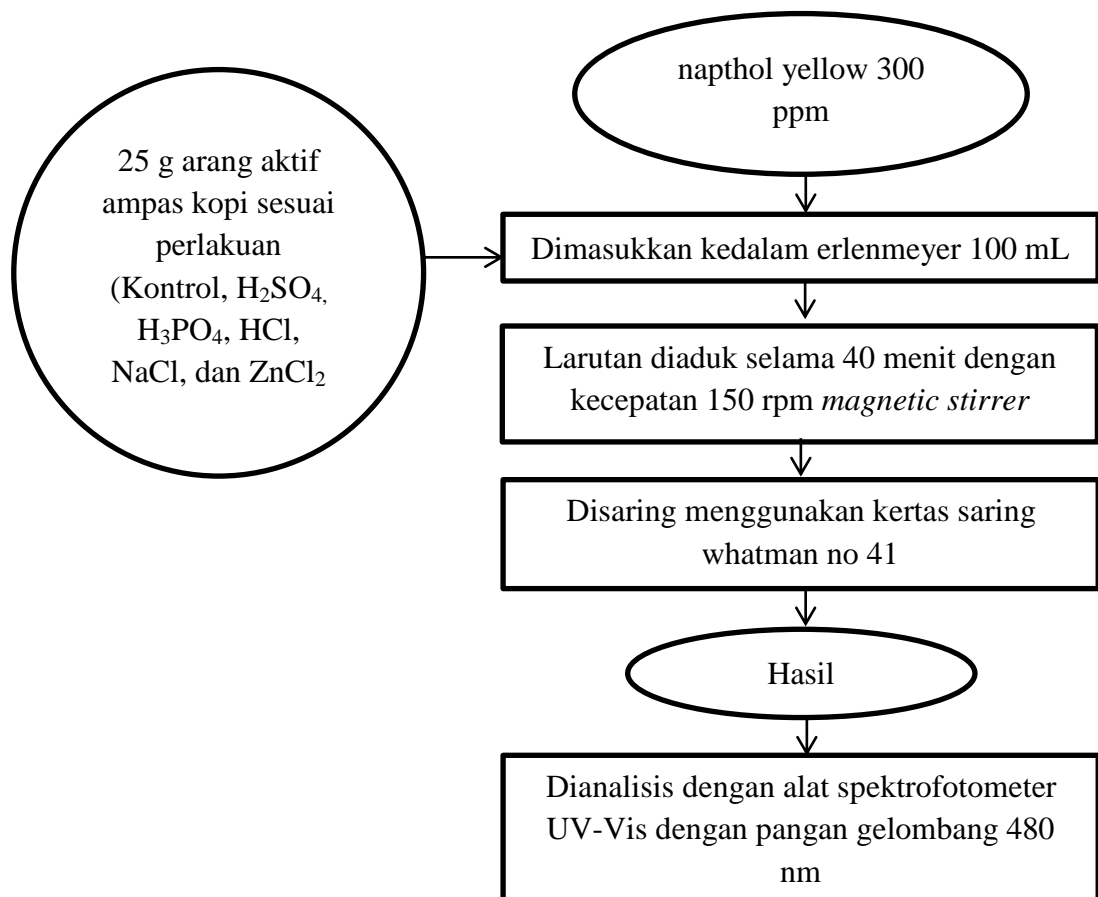 napthol yellow 300
ppm
25 g arang aktif
ampas kopi sesuai
perlakuan
(Kontrol, H₂SO₄,
H₃PO₄, HCl,
NaCl, dan ZnCl₂
Dimasukkan kedalam erlenmeyer 100 mL
Larutan diaduk selama 40 menit dengan
kecepatan 150 rpm magnetic stirrer
Disaring menggunakan kertas saring
whatman no 41
Hasil
Dianalisis dengan alat spektrofotometer
UV-Vis dengan pangan gelombang 480
nm